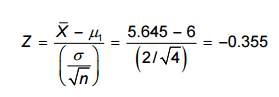 Z = (X̄ − μ₁) / (σ/√n) = (5.645 − 6) / (2/√4) = −0.355